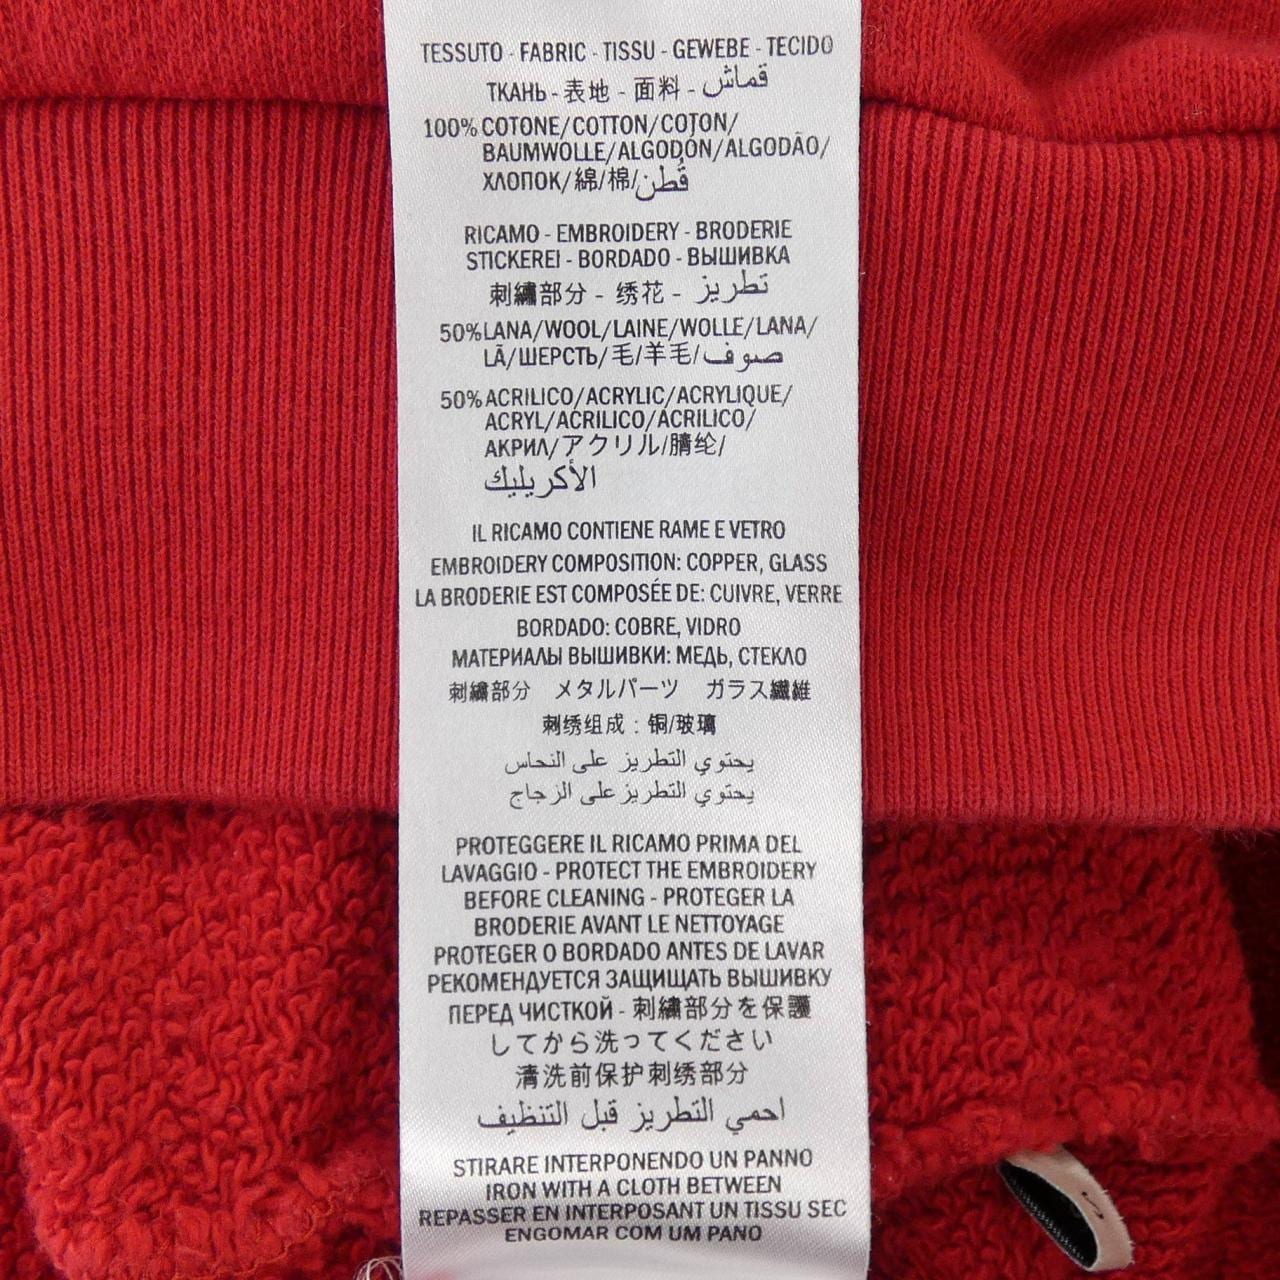 TESSUTO - FABRIC - TISSU - GEWEBE - TECIDO
ТКАНЬ - 表地 - 面料 - قماش
100% COTONE/COTTON/COTON/
BAUMWOLLE/ALGODÓN/ALGODÃO/
ХЛОПОК/綿/棉/قُطن
RICAMO - EMBROIDERY - BRODERIE
STICKEREI - BORDADO - ВЫШИВКА
刺繍部分 - 绣花 - تطريز
50% LANA/WOOL/LAINE/WOLLE/LANA/
LÃ/ШЕРСТЬ/毛/羊毛/صوف
50% ACRILICO/ACRYLIC/ACRYLIQUE/
ACRYL/ACRÍLICO/ACRILICO/
АКРИЛ/アクリル/腈纶/
الأكريليك
IL RICAMO CONTIENE RAME E VETRO
EMBROIDERY COMPOSITION: COPPER, GLASS
LA BRODERIE EST COMPOSÉE DE: CUIVRE, VERRE
BORDADO: COBRE, VIDRO
МАТЕРИАЛЫ ВЫШИВКИ: МЕДЬ, СТЕКЛО
刺繍部分 メタルパーツ ガラス繊維
刺绣组成：铜/玻璃
يحتوي التطريز على النحاس
يحتوي التطريز على الزجاج
PROTEGGERE IL RICAMO PRIMA DEL
LAVAGGIO - PROTECT THE EMBROIDERY
BEFORE CLEANING - PROTEGER LA
BRODERIE AVANT LE NETTOYAGE
PROTEGER O BORDADO ANTES DE LAVAR
РЕКОМЕНДУЕТСЯ ЗАЩИЩАТЬ ВЫШИВКУ
ПЕРЕД ЧИСТКОЙ - 刺繍部分を保護
してから洗ってください
清洗前保护刺绣部分
احمي التطريز قبل التنظيف
STIRARE INTERPONENDO UN PANNO
IRON WITH A CLOTH BETWEEN
REPASSER EN INTERPOSANT UN TISSU SEC
ENGOMAR COM UM PANO